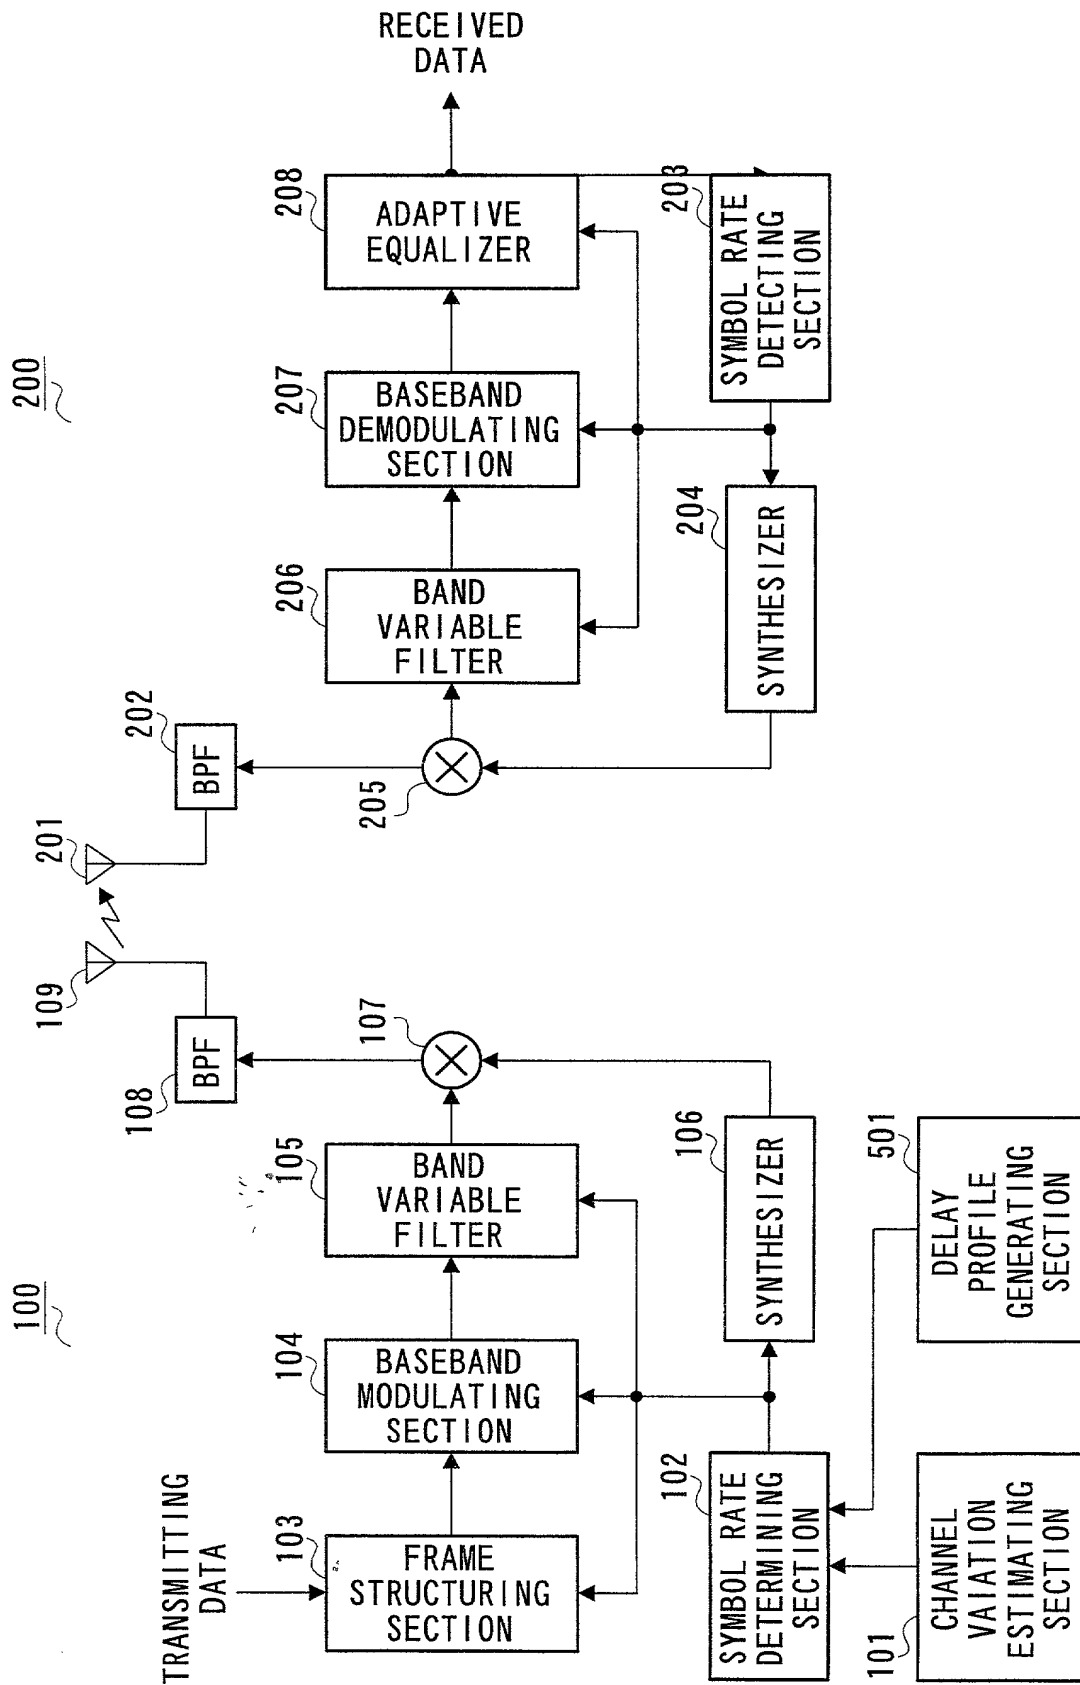 100
TRANSMITTING
DATA
103
FRAME
STRUCTURING
SECTION
104
BASEBAND
MODULATING
SECTION
105
BAND
VARIABLE
FILTER
107
108
BPF
109
102
SYMBOL RATE
DETERMINING
SECTION
106
SYNTHESIZER
101
CHANNEL
VAIATION
ESTIMATING
SECTION
501
DELAY
PROFILE
GENERATING
SECTION
200
201
202
BPF
205
206
BAND
VARIABLE
FILTER
207
BASEBAND
DEMODULATING
SECTION
208
ADAPTIVE
EQUALIZER
RECEIVED
DATA
204
SYNTHESIZER
203
SYMBOL RATE
DETECTING
SECTION